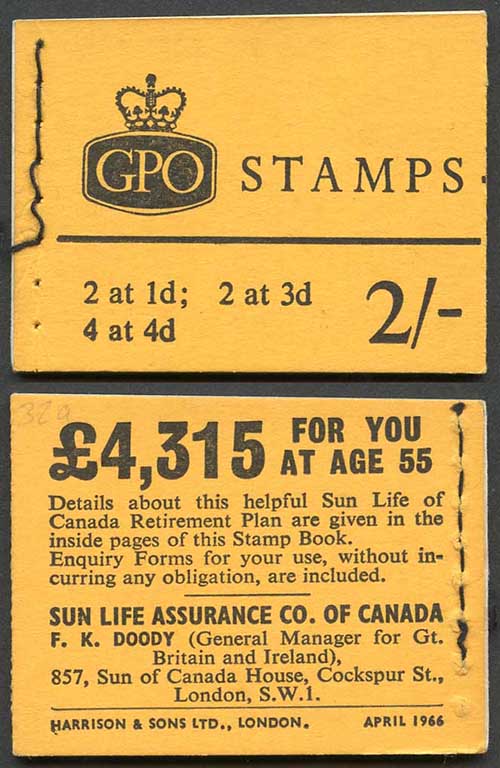 GPO STAMPS
2 at 1d; 2 at 3d
4 at 4d
2/-
32a
£4,315 FOR YOU
AT AGE 55
Details about this helpful Sun Life of
Canada Retirement Plan are given in the
inside pages of this Stamp Book.
Enquiry Forms for your use, without in-
curring any obligation, are included.
SUN LIFE ASSURANCE CO. OF CANADA
F. K. DOODY (General Manager for Gt.
Britain and Ireland),
857, Sun of Canada House, Cockspur St.,
London, S.W.1.
HARRISON & SONS LTD., LONDON. APRIL 1966